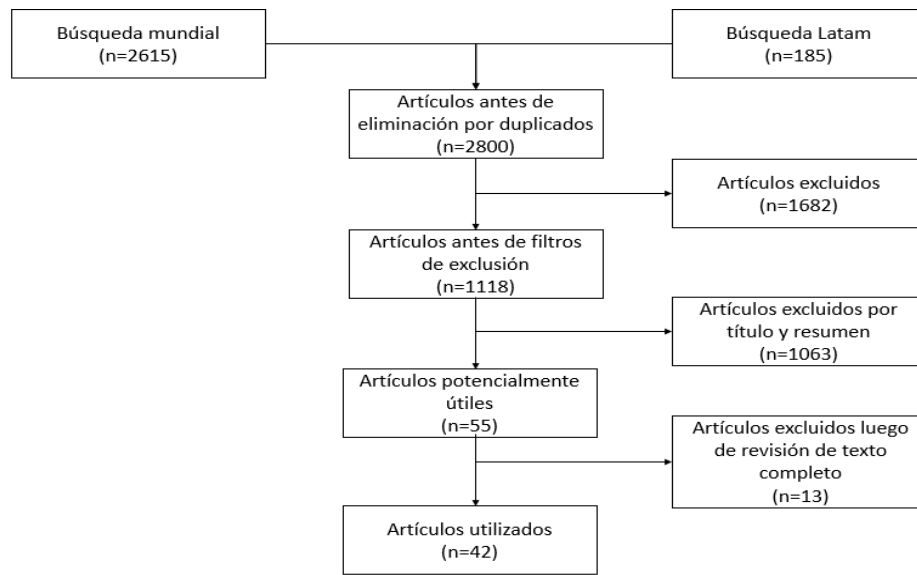 Búsqueda mundial
(n=2615)
Búsqueda Latam
(n=185)
Artículos antes de
eliminación por duplicados
(n=2800)
Artículos excluidos
(n=1682)
Artículos antes de filtros
de exclusión
(n=1118)
Artículos excluidos por
título y resumen
(n=1063)
Artículos potencialmente
útiles
(n=55)
Artículos excluidos luego
de revisión de texto
completo
(n=13)
Artículos utilizados
(n=42)